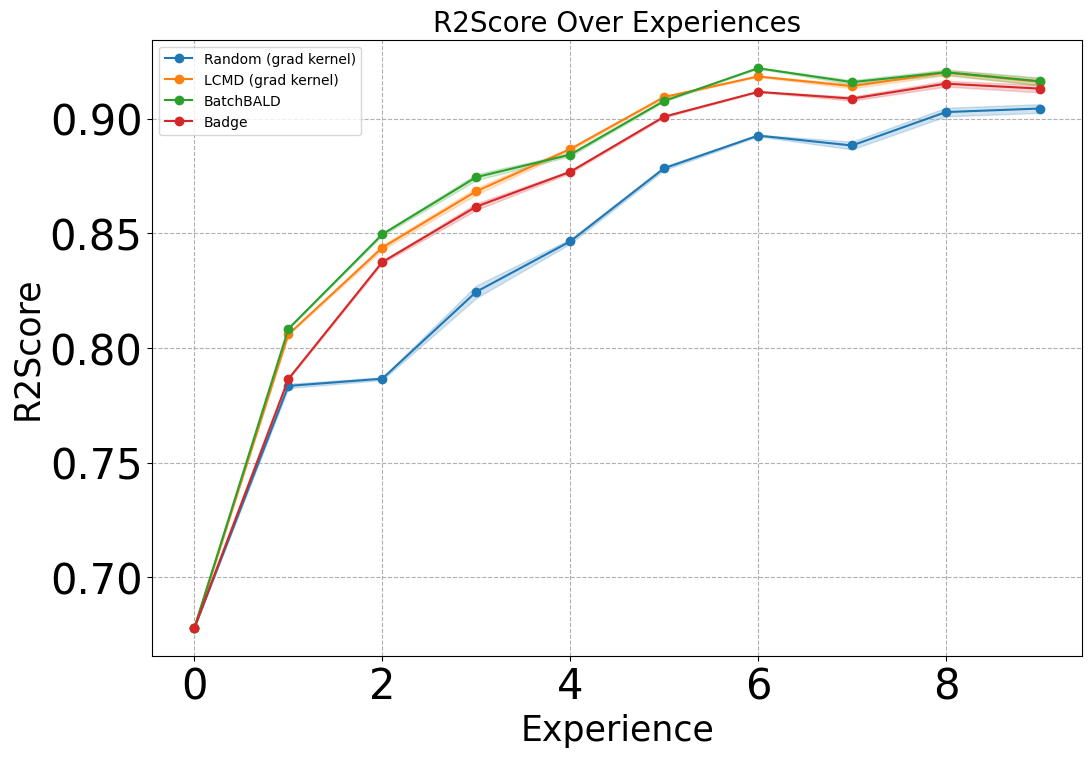 R2Score Over Experiences
Random (grad kernel)
LCMD (grad kernel)
BatchBALD
Badge
0.90
0.85
0.80
0.75
0.70
R2Score
0 2 4 6 8
Experience